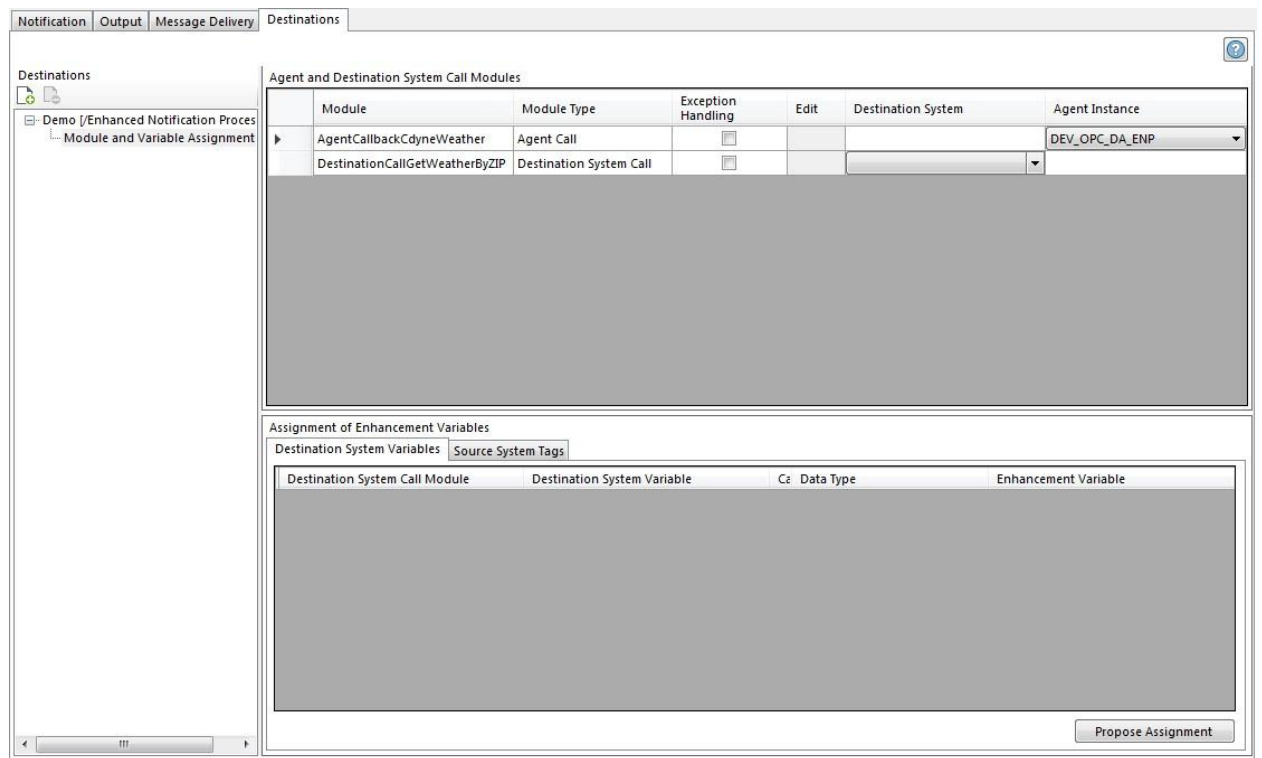 Notification Output Message Delivery Destinations
?
Destinations
Demo [/Enhanced Notification Proces
Module and Variable Assignment
Agent and Destination System Call Modules
Module Module Type Exception Handling Edit Destination System Agent Instance
AgentCallbackCdyneWeather Agent Call DEV_OPC_DA_ENP
DestinationCallGetWeatherByZIP Destination System Call
Assignment of Enhancement Variables
Destination System Variables Source System Tags
Destination System Call Module Destination System Variable Ca Data Type Enhancement Variable
Propose Assignment